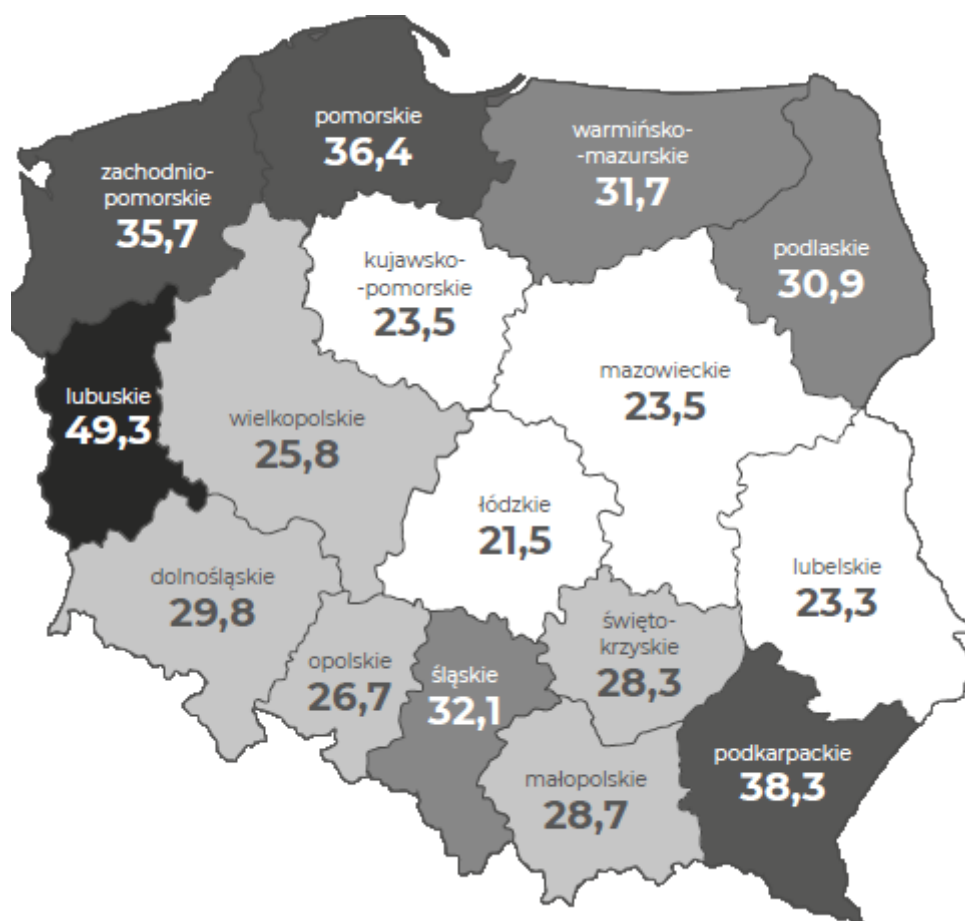 pomorskie
36,4
warmińsko-
-mazurskie
31,7
zachodnio-
pomorskie
35,7
podlaskie
30,9
kujawsko-
-pomorskie
23,5
mazowieckie
23,5
lubuskie
49,3
wielkopolskie
25,8
łódzkie
21,5
lubelskie
23,3
dolnośląskie
29,8
święto-
krzyskie
28,3
opolskie
26,7
śląskie
32,1
podkarpackie
38,3
małopolskie
28,7